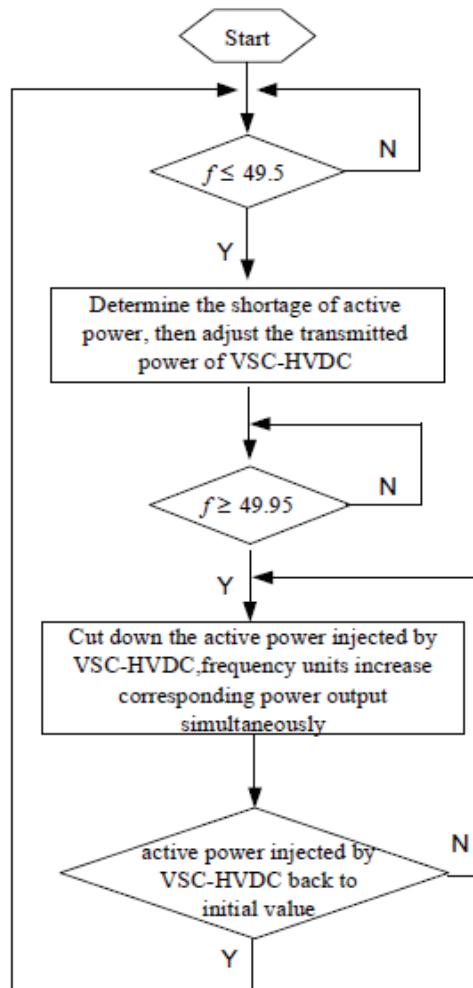 Start
N
f ≤ 49.5
Y
Determine the shortage of active
power, then adjust the transmitted
power of VSC-HVDC
N
f ≥ 49.95
Y
Cut down the active power injected by
VSC-HVDC,frequency units increase
corresponding power output
simultaneously
N
active power injected by
VSC-HVDC back to
initial value
Y